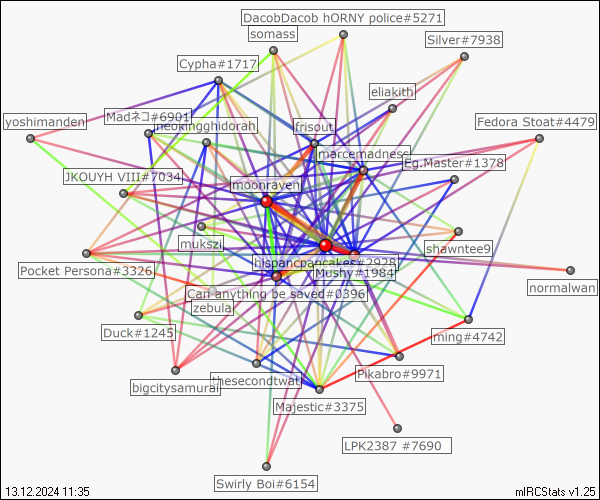 DacobDacob hORNY police#5271
somass
Silver#7938
Cypha#1717
eliakith
Madネコ#6901
yoshimanden
neokingghidorah
frisout
Fedora Stoat#4479
marcemadness
Eg.Master#1378
JKOUYH VIII#7034
moonraven
mukszi
shawntee9
hispancpancakes#2928
Pocket Persona#3326
Mushy#1984
normalwan
Can anything be saved#0396
zebula
Duck#1245
ming#4742
Pikabro#9971
bigcitysamurai
thesecondtwat
Majestic#3375
LPK2387 #7690
Swirly Boi#6154
13.12.2024 11:35
mIRCStats v1.25